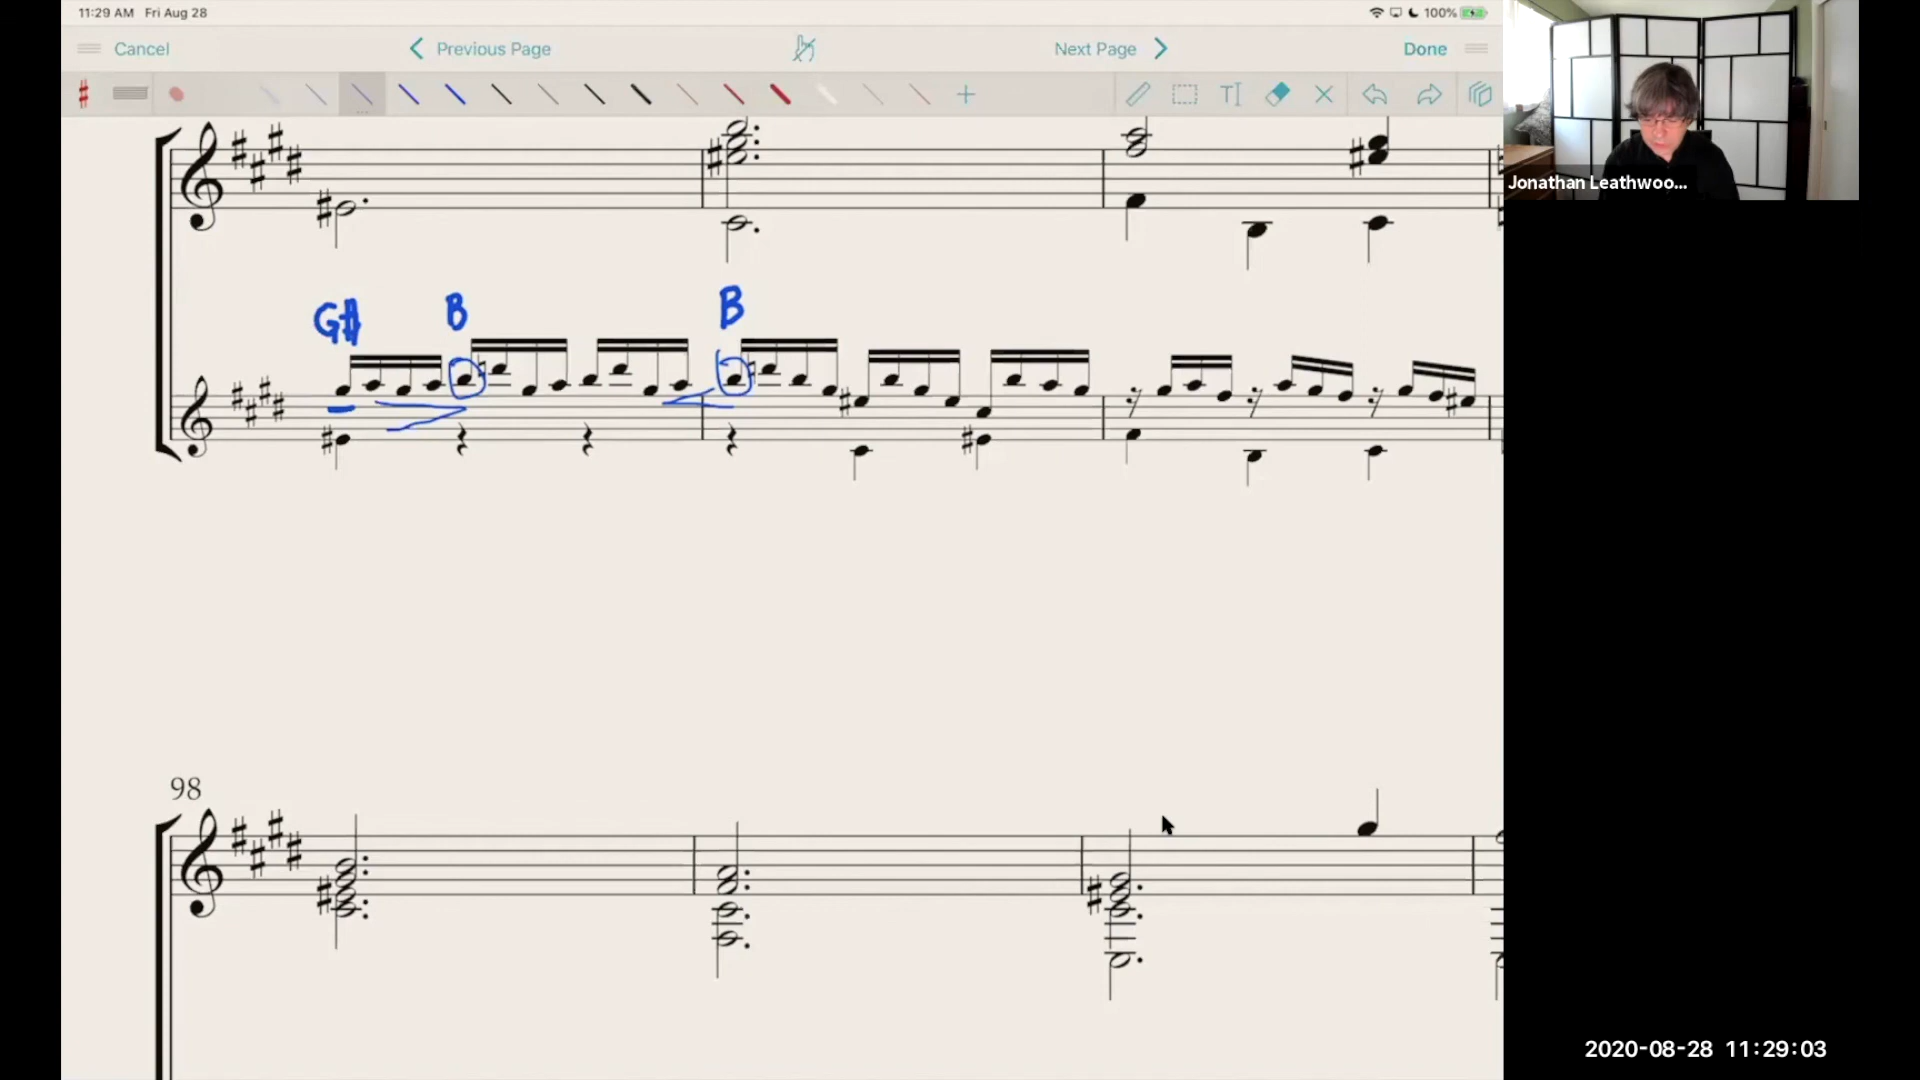 11:29 AM Fri Aug 28
100%
Cancel
Previous Page
Next Page
Done
T
Jonathan Leathwoo...
G# B B
98
2020-08-28 11:29:03